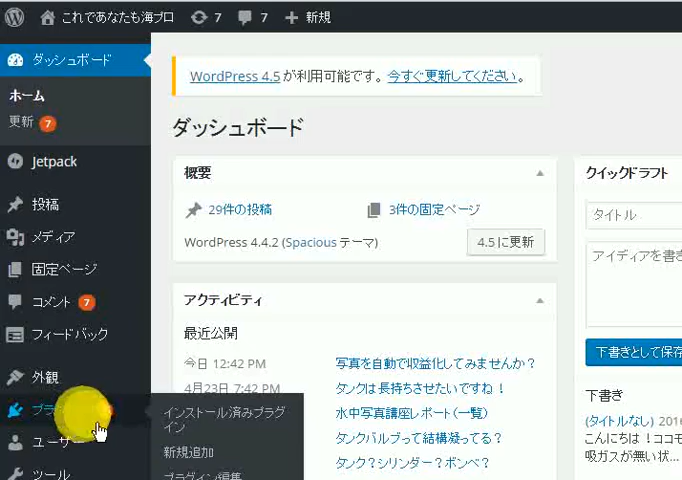 これであなたも海プロ 7 7 新規
ダッシュボード
ホーム
更新 7
Jetpack
投稿
メディア
固定ページ
コメント 7
フィードバック
外観
プラ
ユーザー
ツール
インストール済みプラグイン
新規追加
プラグイン編集
WordPress 4.5が利用可能です。今すぐ更新してください。
ダッシュボード
概要
29件の投稿 3件の固定ページ
WordPress 4.4.2 (Spacious テーマ) 4.5 に更新
アクティビティ
最近公開
今日 12:42 PM 写真を自動で収益化してみませんか?
4月23日 7:42 PM タンクは長持ちさせたいですね!
水中写真講座レポート(一覧)
タンクバルブって結構凝ってる?
タンク?シリンダー?ボンベ?
クイックドラフト
タイトル
アイディアを書き
下書きとして保存
下書き
(タイトルなし) 2016
こんにちは!ココモ
吸ガスが無い状…